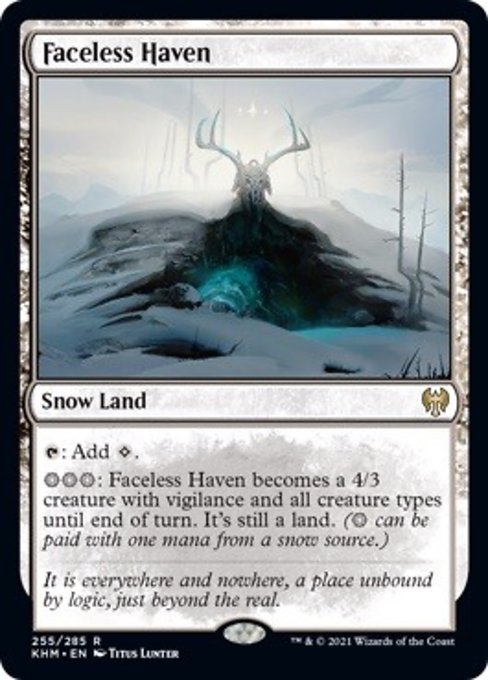 Faceless Haven
Snow Land
: Add .
: Faceless Haven becomes a 4/3
creature with vigilance and all creature types
until end of turn. It's still a land. ( can be
paid with one mana from a snow source.)
It is everywhere and nowhere, a place unbound
by logic, just beyond the real.
255/285 R
KHM • EN Titus Lunter
™ & © 2021 Wizards of the Coast